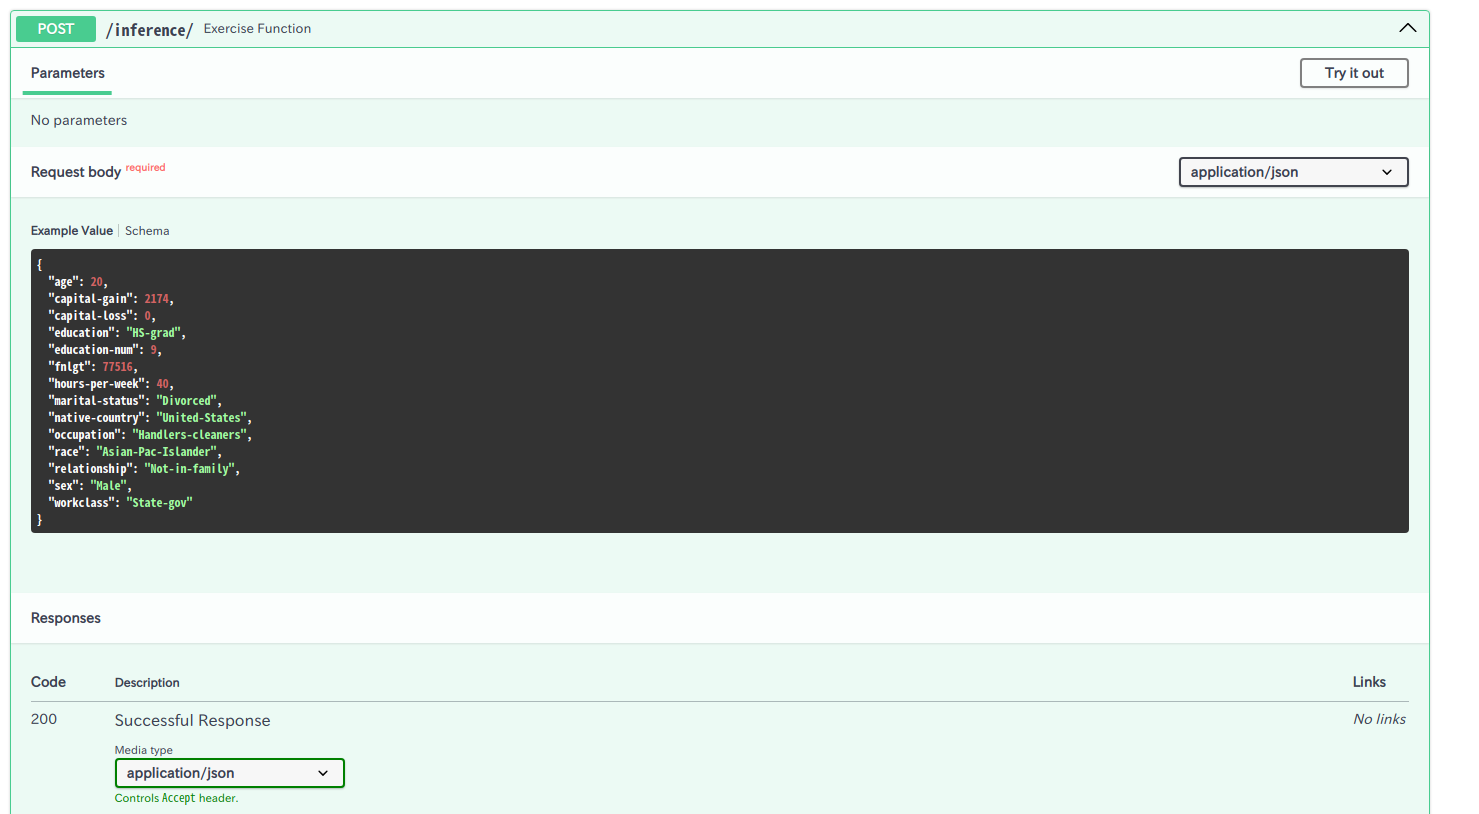 POST /inference/ Exercise Function
Parameters
Try it out
No parameters
Request body required
application/json
Example Value Schema
{
"age": 20,
"capital-gain": 2174,
"capital-loss": 0,
"education": "HS-grad",
"education-num": 9,
"fnlgt": 77516,
"hours-per-week": 40,
"marital-status": "Divorced",
"native-country": "United-States",
"occupation": "Handlers-cleaners",
"race": "Asian-Pac-Islander",
"relationship": "Not-in-family",
"sex": "Male",
"workclass": "State-gov"
}
Responses
Code Description Links
200 Successful Response No links
Media type
application/json
Controls Accept header.